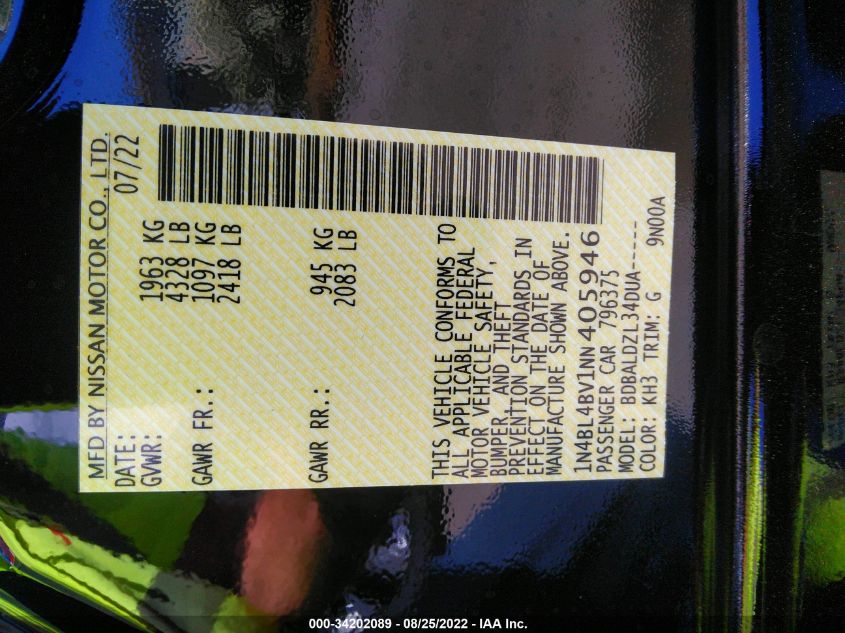 MFD BY NISSAN MOTOR CO., LTD.
DATE: 07/22
GVWR: 1963 KG
4328 LB
GAWR FR.: 1097 KG
2418 LB
GAWR RR.: 945 KG
2083 LB
THIS VEHICLE CONFORMS TO
ALL APPLICABLE FEDERAL
MOTOR VEHICLE SAFETY,
BUMPER, AND THEFT
PREVENTION STANDARDS IN
EFFECT ON THE DATE OF
MANUFACTURE SHOWN ABOVE.
1N4BL4BV1NN405946
PASSENGER CAR 796375
MODEL: BDBALDZL34DUA-----
COLOR: KH3 TRIM: G 9N00A
000-34202089 - 08/25/2022 - IAA Inc.